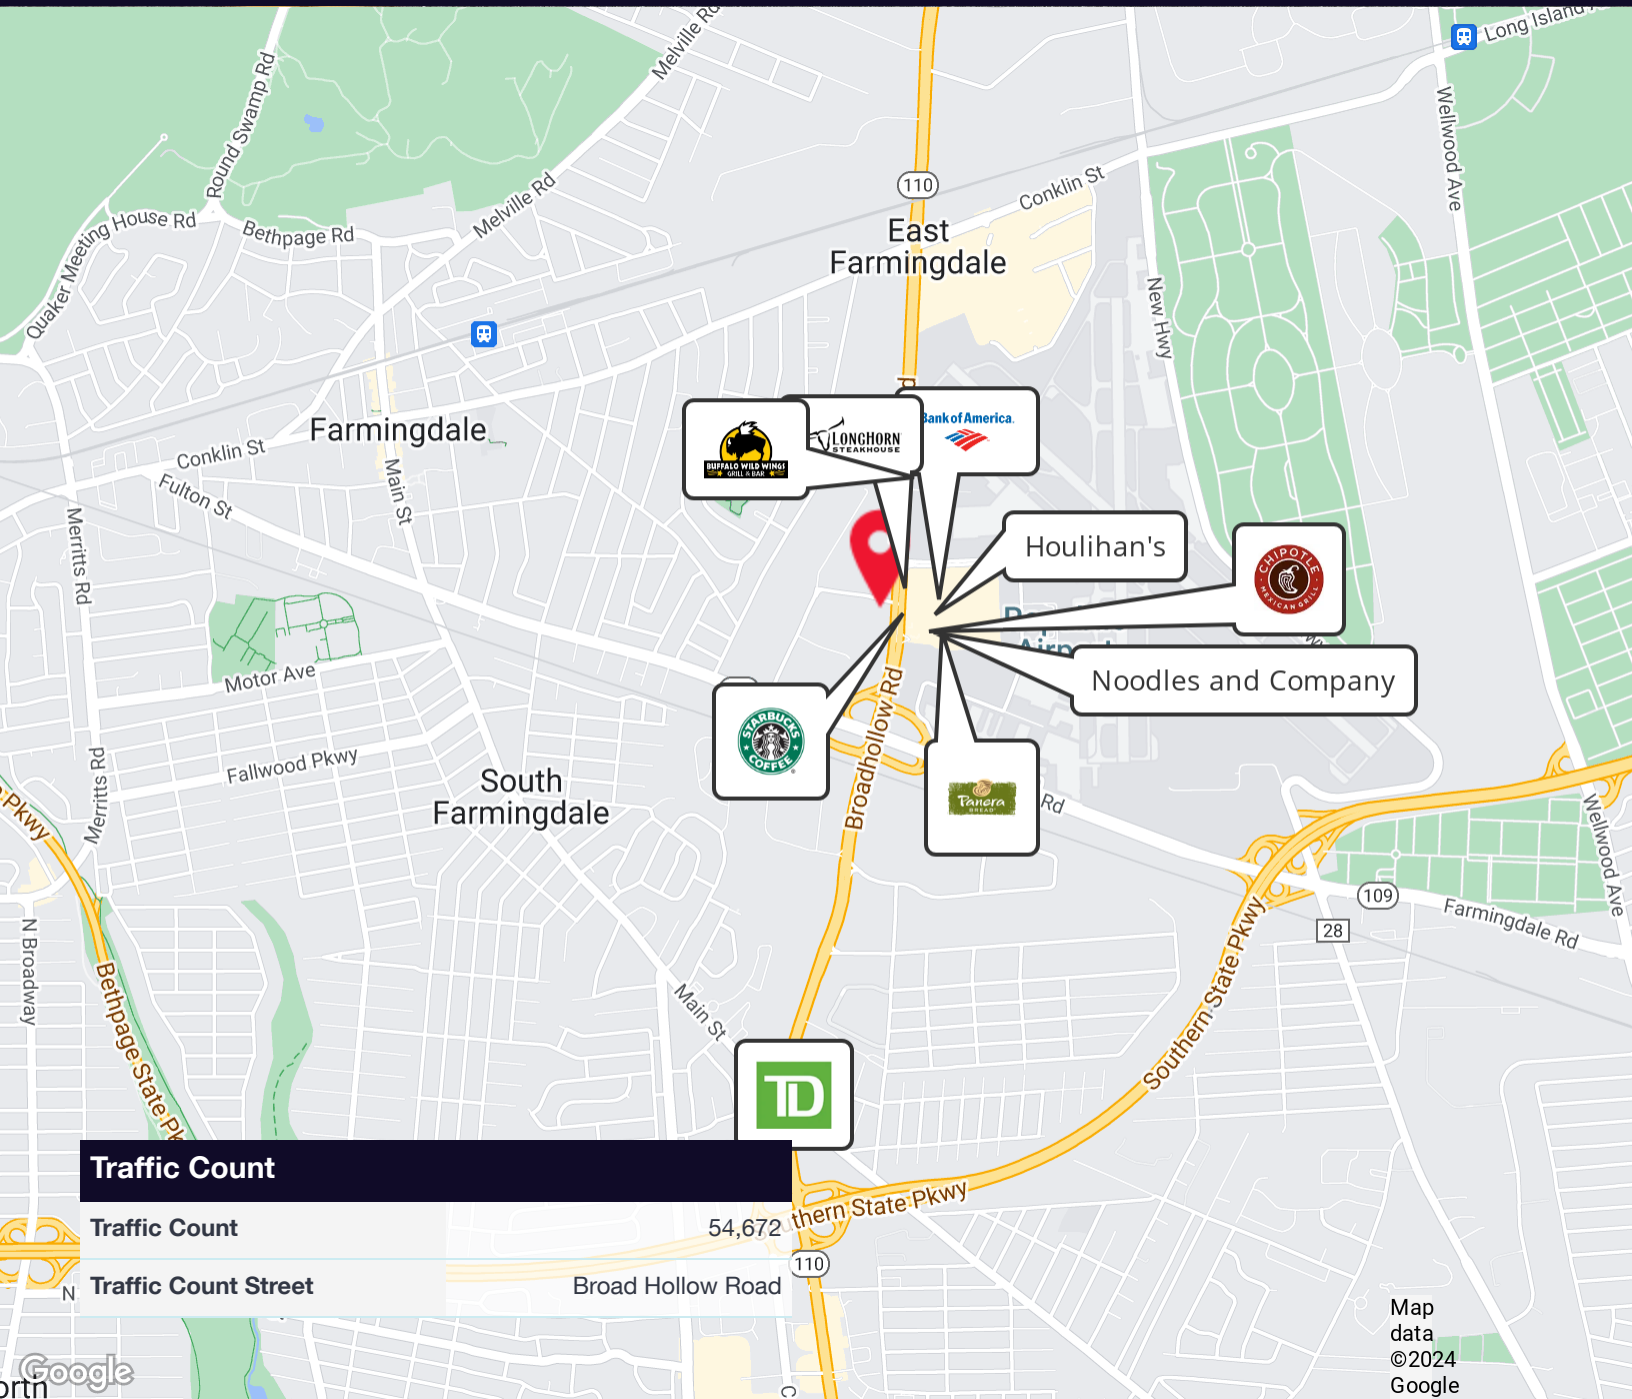 Long Island
Melville Rd
Round Swamp Rd
Wellwood Ave
110
Conklin St
Melville Rd
Quaker Meeting House Rd
Bethpage Rd
East
Farmingdale
New Hwy
Farmingdale
Conklin St
Fulton St
Main St
Merritts Rd
BUFFALO WILD WINGS
GRILL & BAR
LONGHORN
STEAKHOUSE
Bank of America
Houlihan's
CHIPOTLE
MEXICAN GRILL
Noodles and Company
Motor Ave
STARBUCKS
COFFEE
Broadhollow Rd
Panera
BREAD
Rd
Fallwood Pkwy
Merritts Rd
South
Farmingdale
Pkwy
Wellwood Ave
109
Farmingdale Rd
28
N Broadway
Bethpage State Pk
Main St
Southern State Pkwy
TD
Traffic Count
Traffic Count 54,672
Traffic Count Street Broad Hollow Road
thern State Pkwy
110
N
Map
data
©2024
Google
Google
orth